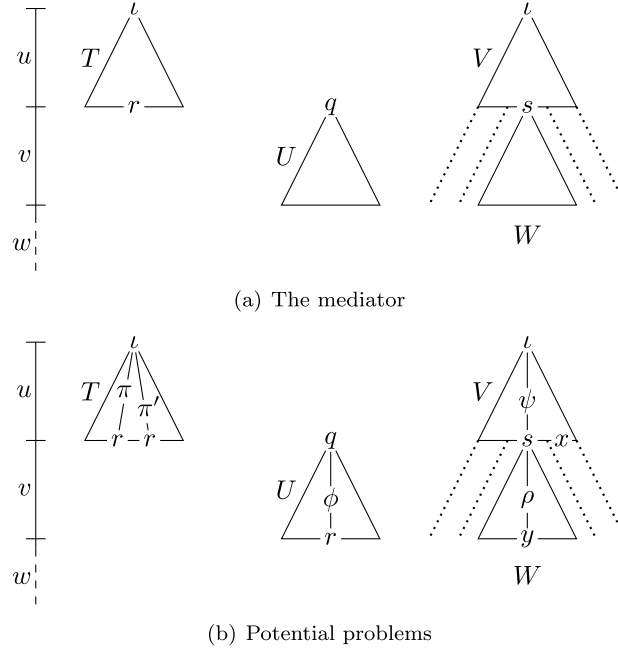 ι ι
u T V
r q s
v U
w W
(a) The mediator
ι ι
u T π π′ V ψ
r r q s x
v U φ ρ
r y
w W
(b) Potential problems